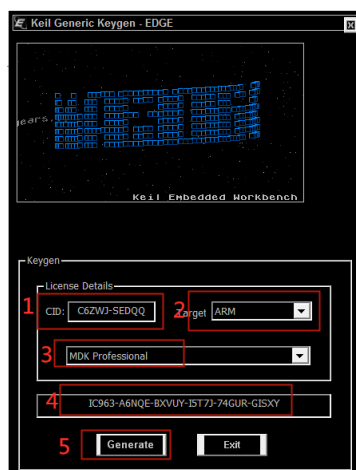 Keil Generic Keygen - EDGE
years,
Keil Embedded Workbench
Keygen
License Details
1 CID: C6ZWJ-SEDQQ 2 Target ARM
3 MDK Professional
4 IC963-A6NQE-BXVUY-I5T7J-74GUR-GISXY
5 Generate Exit